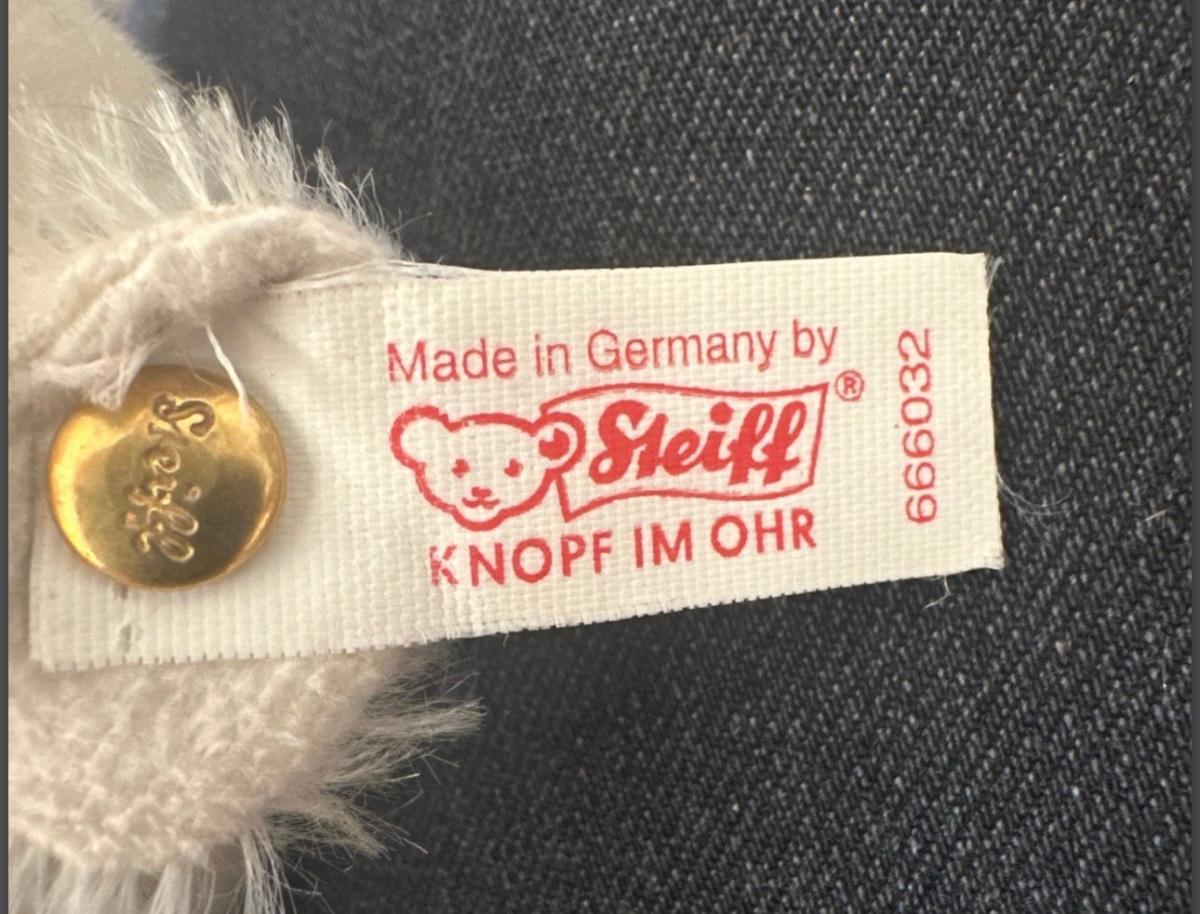 Made in Germany by
Steiff®
KNOPF IM OHR
666032
Steiff